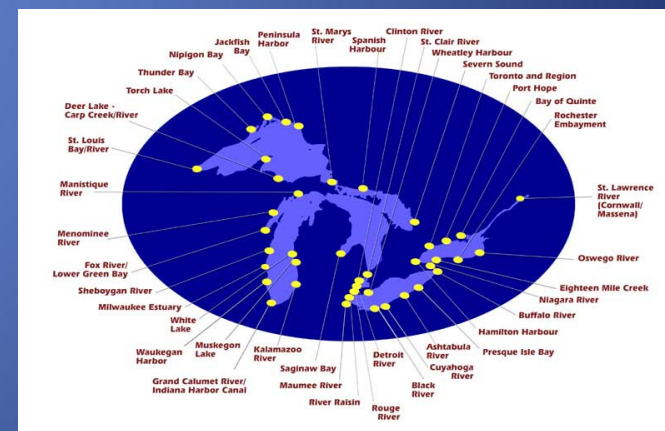 Peninsula
Harbor
Jackfish
Bay
Nipigon Bay
Thunder Bay
Torch Lake
Deer Lake -
Carp Creek/River
St. Louis
Bay/River
Manistique
River
Menominee
River
Fox River/
Lower Green Bay
Sheboygan River
Milwaukee Estuary
White
Lake
Waukegan
Harbor
Muskegon
Lake
Grand Calumet River/
Indiana Harbor Canal
Kalamazoo
River
Saginaw Bay
Maumee River
River Raisin
Rouge
River
Detroit
River
Black
River
Cuyahoga
River
Ashtabula
River
Presque Isle Bay
Hamilton Harbour
Buffalo River
Niagara River
Eighteen Mile Creek
Oswego River
St. Lawrence
River
(Cornwall/
Massena)
Rochester
Embayment
Bay of Quinte
Port Hope
Toronto and Region
Severn Sound
Wheatley Harbour
St. Clair River
Clinton River
Spanish
Harbour
St. Marys
River